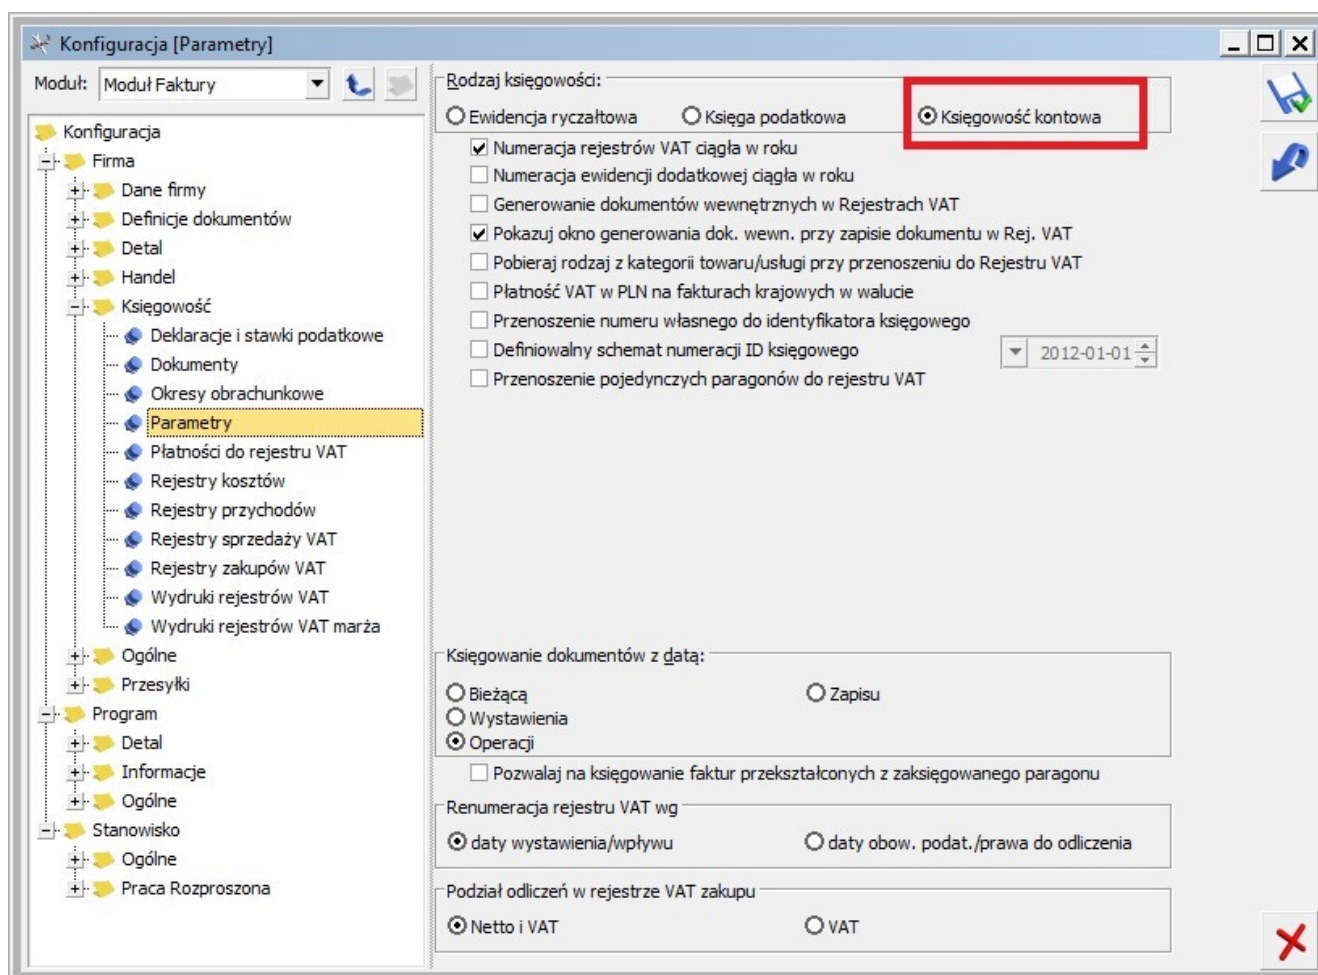 Konfiguracja [Parametry]
Moduł: Moduł Faktury
Konfiguracja
Firma
Dane firmy
Definicje dokumentów
Detal
Handel
Księgowość
Deklaracje i stawki podatkowe
Dokumenty
Okresy obrachunkowe
Parametry
Płatności do rejestru VAT
Rejestry kosztów
Rejestry przychodów
Rejestry sprzedaży VAT
Rejestry zakupów VAT
Wydruki rejestrów VAT
Wydruki rejestrów VAT marża
Ogólne
Przesyłki
Program
Detal
Informacje
Ogólne
Stanowisko
Ogólne
Praca Rozproszona
Rodzaj księgowości:
Ewidencja ryczałtowa Księga podatkowa Księgowość kontowa
Numeracja rejestrów VAT ciągła w roku
Numeracja ewidencji dodatkowej ciągła w roku
Generowanie dokumentów wewnętrznych w Rejestrach VAT
Pokazuj okno generowania dok. wewn. przy zapisie dokumentu w Rej. VAT
Pobieraj rodzaj z kategorii towaru/usługi przy przenoszeniu do Rejestru VAT
Płatność VAT w PLN na fakturach krajowych w walucie
Przenoszenie numeru własnego do identyfikatora księgowego
Definiowalny schemat numeracji ID księgowego 2012-01-01
Przenoszenie pojedynczych paragonów do rejestru VAT
Księgowanie dokumentów z datą:
Bieżącą Zapisu
Wystawienia
Operacji
Pozwalaj na księgowanie faktur przekształconych z zaksięgowanego paragonu
Renumeracja rejestru VAT wg
daty wystawienia/wpływu daty obow. podat./prawa do odliczenia
Podział odliczeń w rejestrze VAT zakupu
Netto i VAT VAT